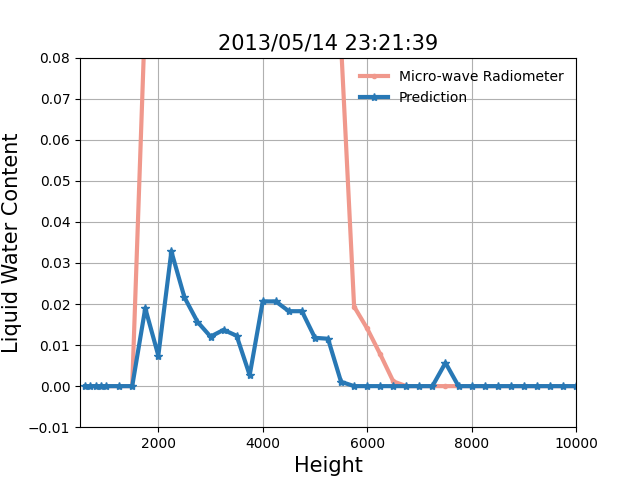 2013/05/14 23:21:39
Micro-wave Radiometer
Prediction
0.08
0.07
0.06
0.05
0.04
0.03
0.02
0.01
0.00
−0.01
Liquid Water Content
2000 4000 6000 8000 10000
Height